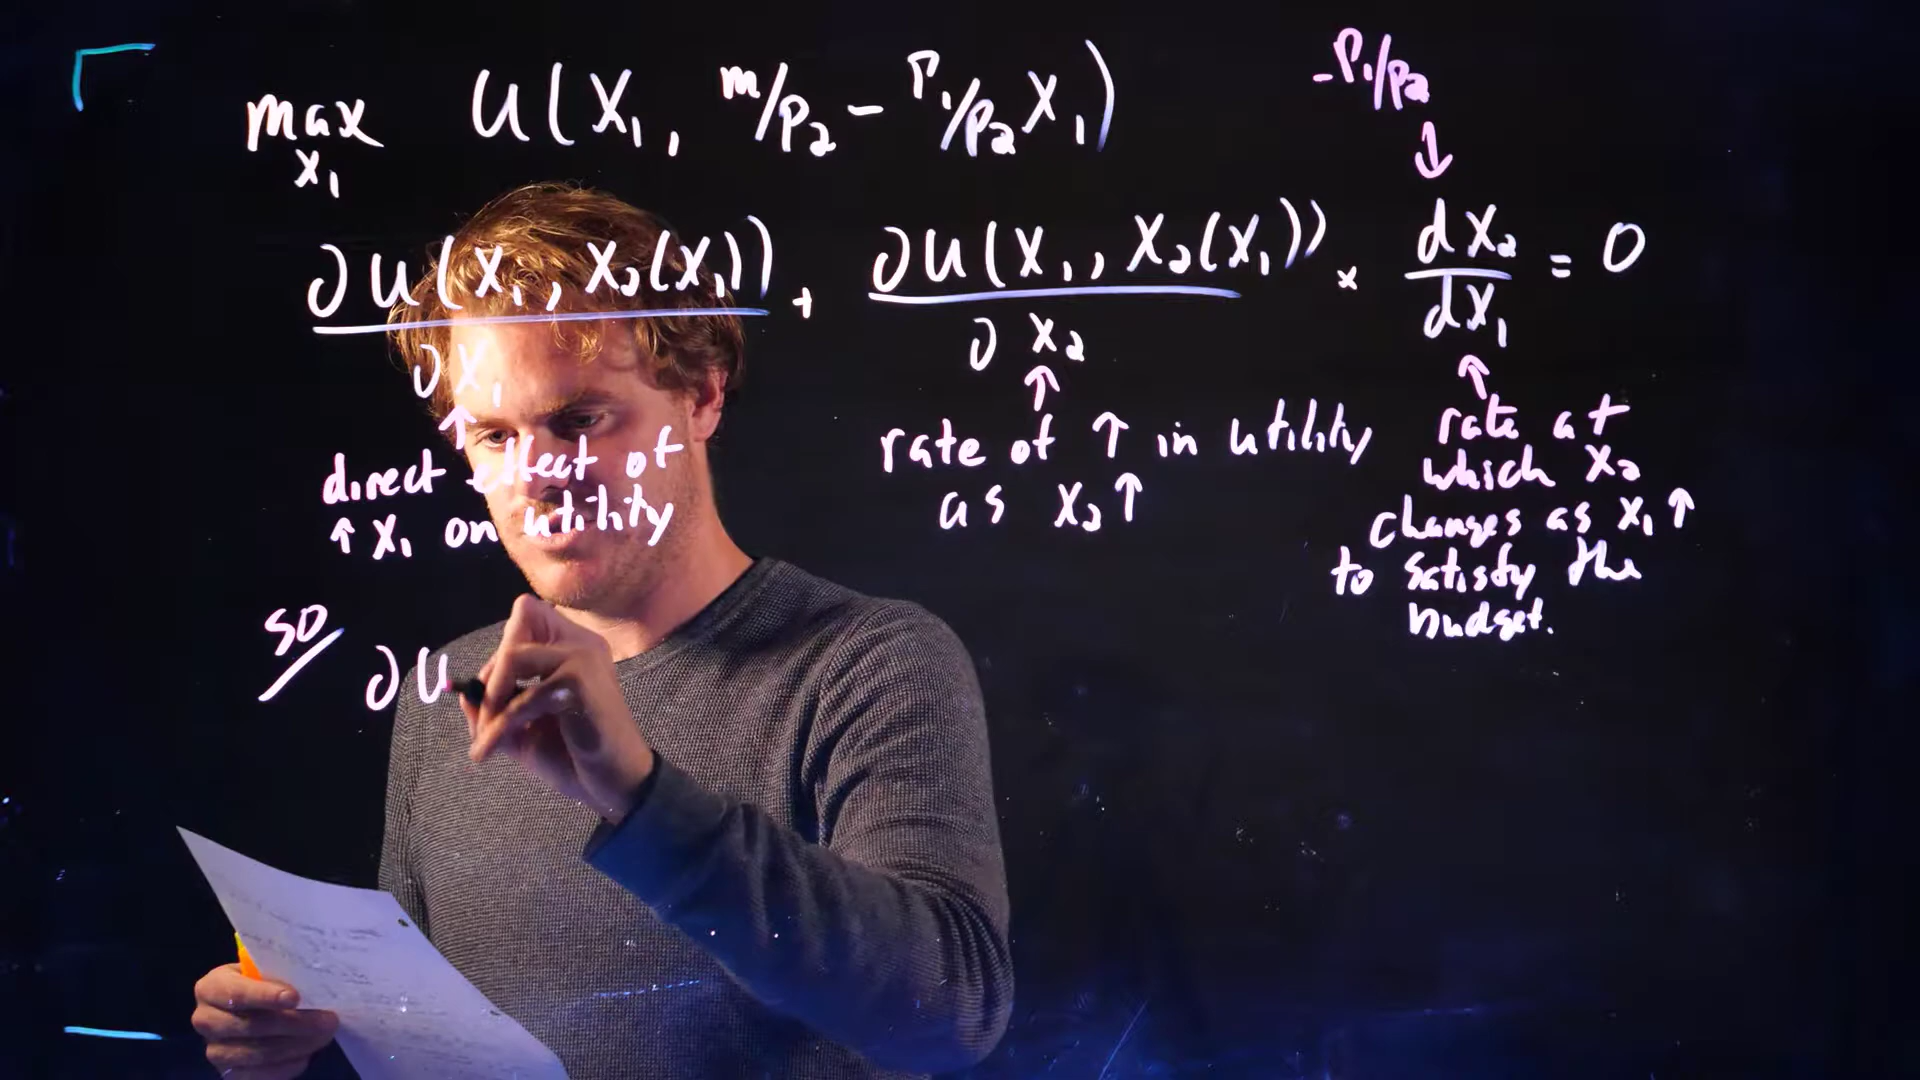 max U(x₁, m/p₂ - p₁/p₂ x₁)
x₁
-p₁/p₂
↓
∂U(x₁, x₂(x₁))/∂x₁ + ∂U(x₁, x₂(x₁))/∂x₂ × dx₂/dx₁ = 0
↑
direct effect of
↑ x₁ on utility
↑
rate of ↑ in utility
as x₂ ↑
↑
rate at
which x₂
changes as x₁ ↑
to satisfy the
budget.
so ∂U